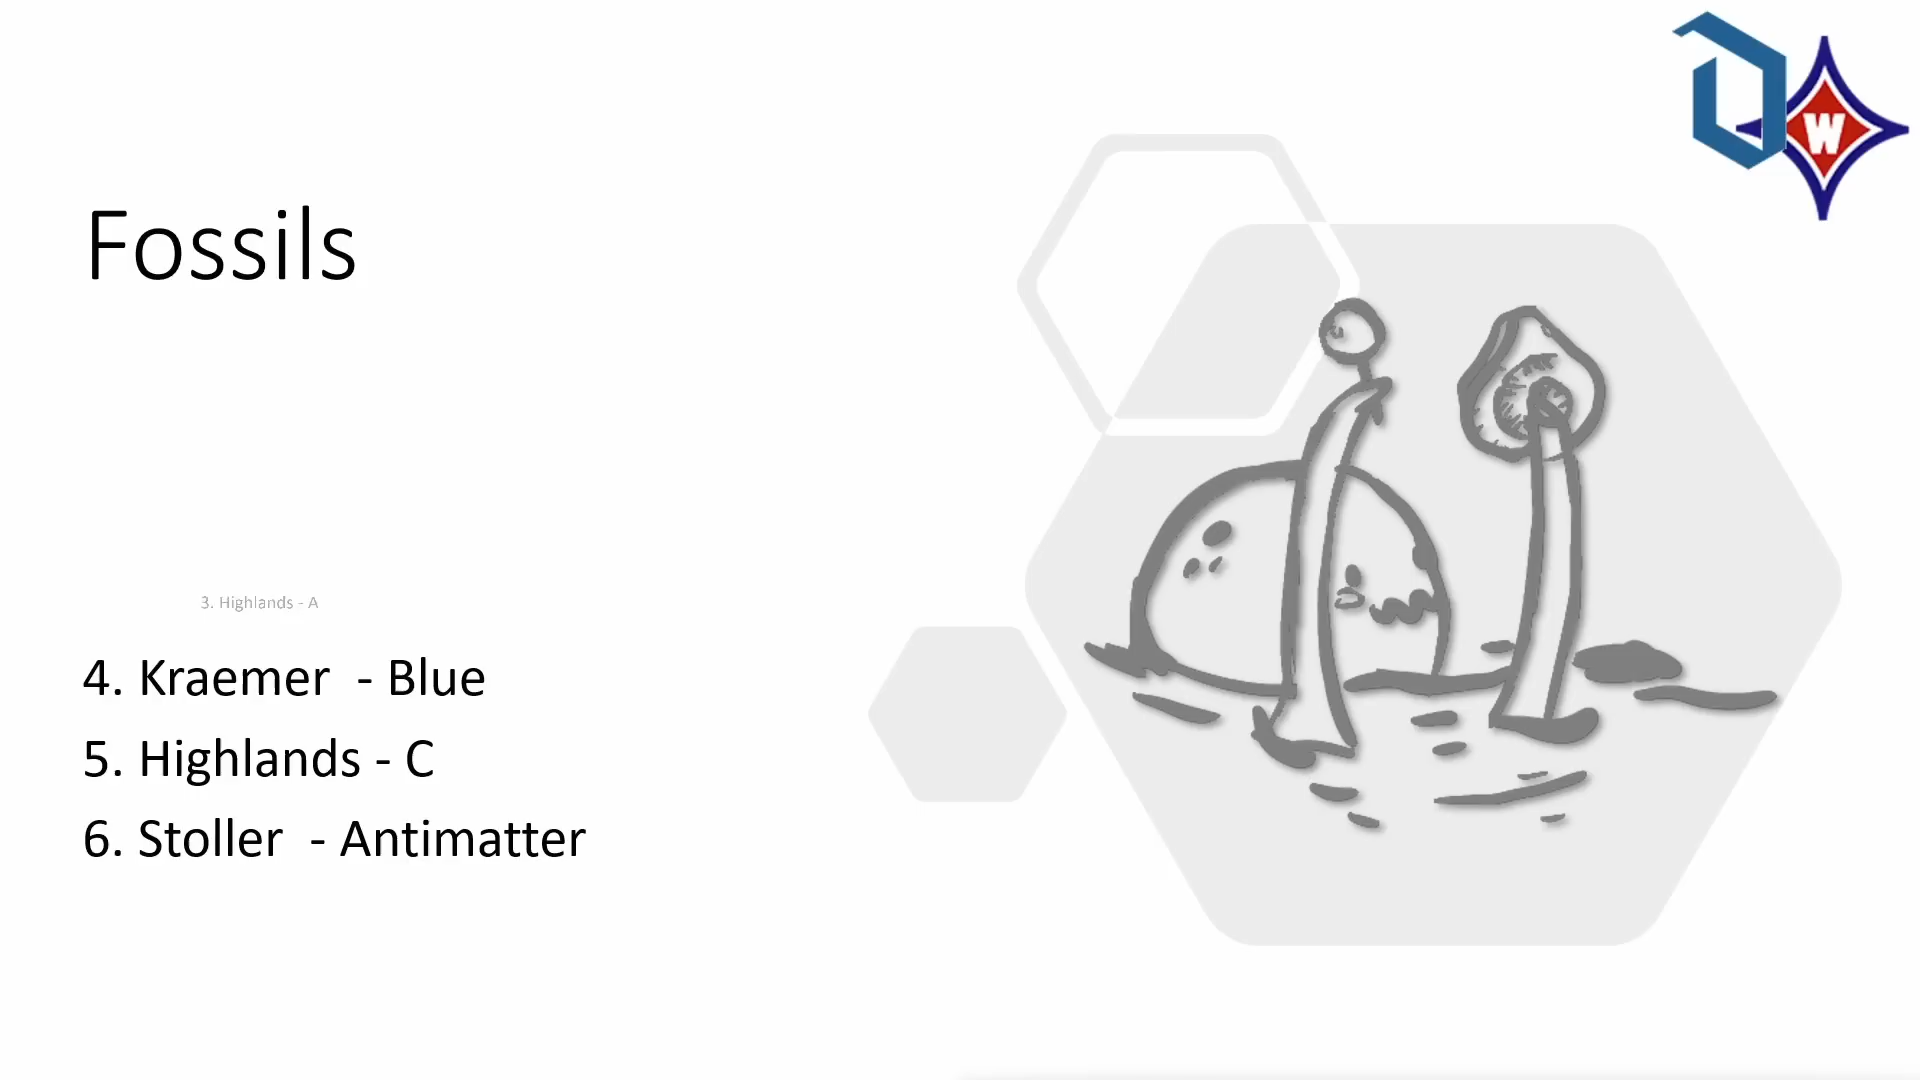 W
Fossils
3. Highlands - A
4. Kraemer - Blue
5. Highlands - C
6. Stoller - Antimatter